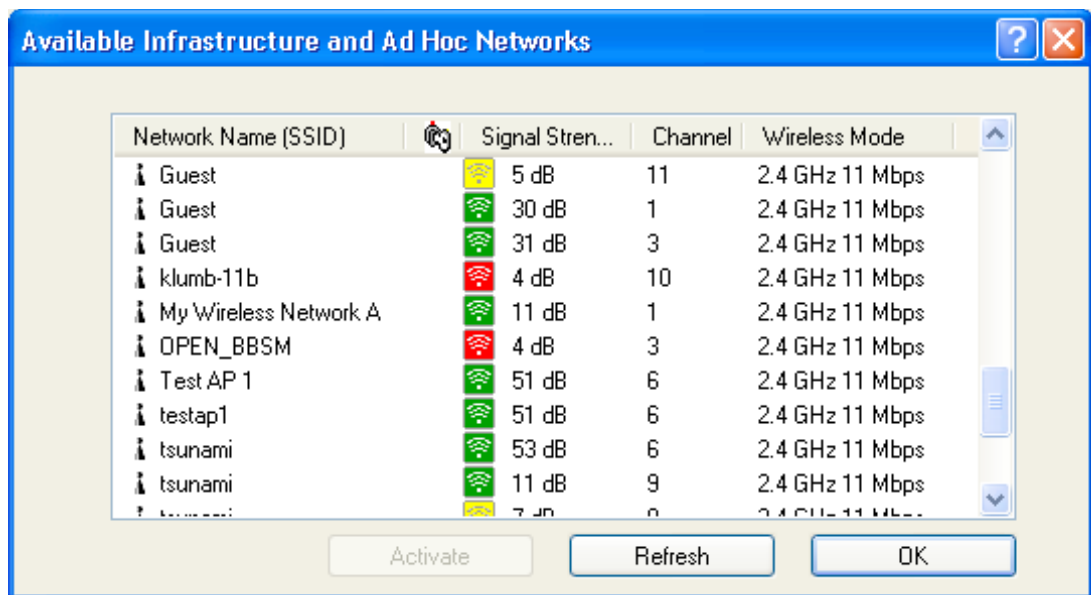 Available Infrastructure and Ad Hoc Networks
Network Name (SSID) Signal Stren... Channel Wireless Mode
Guest 5 dB 11 2.4 GHz 11 Mbps
Guest 30 dB 1 2.4 GHz 11 Mbps
Guest 31 dB 3 2.4 GHz 11 Mbps
klumb-11b 4 dB 10 2.4 GHz 11 Mbps
My Wireless Network A 11 dB 1 2.4 GHz 11 Mbps
OPEN_BBSM 4 dB 3 2.4 GHz 11 Mbps
Test AP 1 51 dB 6 2.4 GHz 11 Mbps
testap1 51 dB 6 2.4 GHz 11 Mbps
tsunami 53 dB 6 2.4 GHz 11 Mbps
tsunami 11 dB 9 2.4 GHz 11 Mbps
Activate Refresh OK